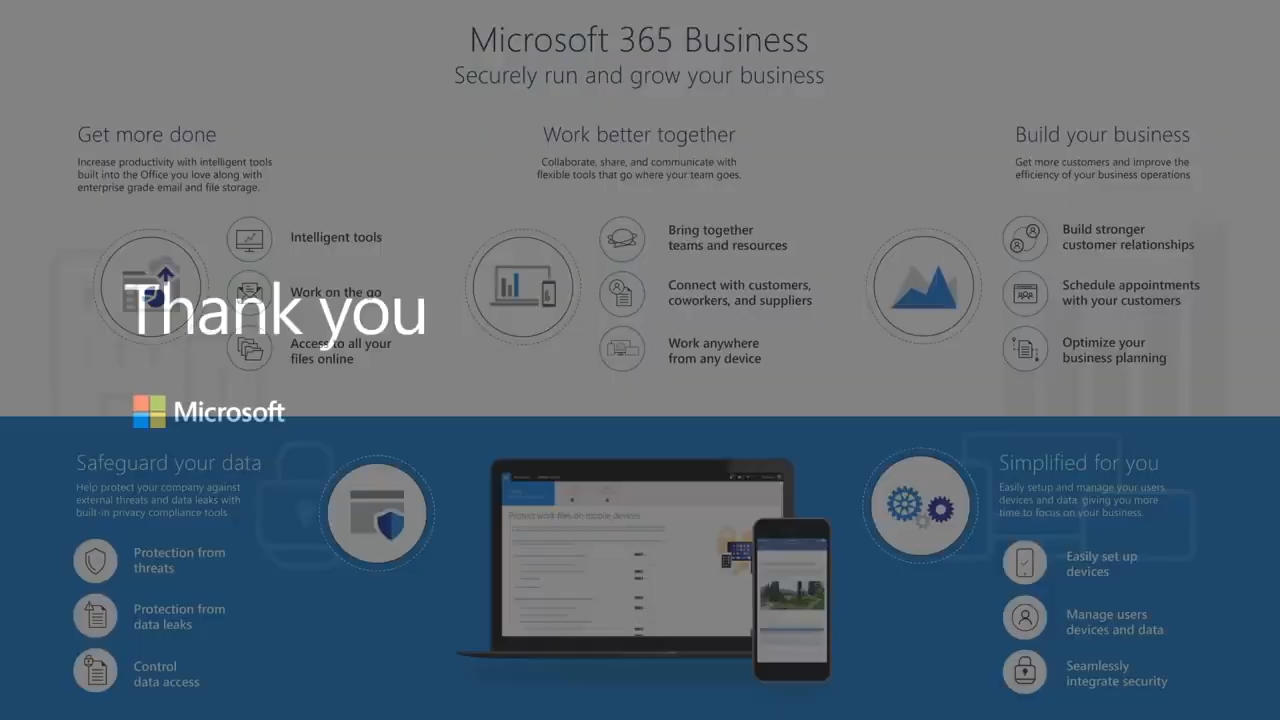 Microsoft 365 Business
Securely run and grow your business
Get more done
Increase productivity with intelligent tools
built into the Office you love along with
enterprise grade email and file storage.
Intelligent tools
Work on the go
Access to all your
files online
Work better together
Collaborate, share, and communicate with
flexible tools that go where your team goes.
Bring together
teams and resources
Connect with customers,
coworkers, and suppliers
Work anywhere
from any device
Build your business
Get more customers and improve the
efficiency of your business operations
Build stronger
customer relationships
Schedule appointments
with your customers
Optimize your
business planning
Thank you
Microsoft
Safeguard your data
Help protect your company against
external threats and data leaks with
built-in privacy compliance tools
Protection from
threats
Protection from
data leaks
Control
data access
Protect work files on mobile devices
Simplified for you
Easily setup and manage your users,
devices and data, giving you more
time to focus on your business.
Easily set up
devices
Manage users
devices and data
Seamlessly
integrate security